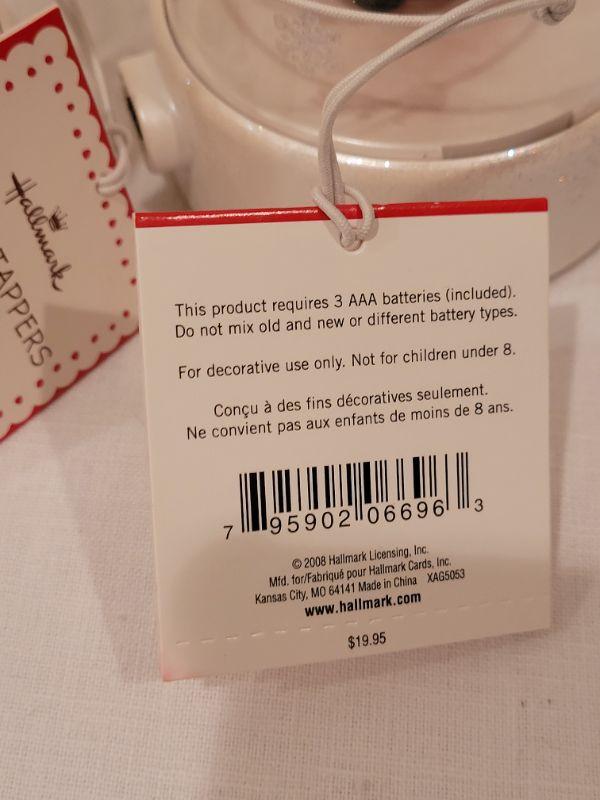 Hallmark
TAPPERS
This product requires 3 AAA batteries (included).
Do not mix old and new or different battery types.
For decorative use only. Not for children under 8.
Conçu à des fins décoratives seulement.
Ne convient pas aux enfants de moins de 8 ans.
7 95902 06696 3
© 2008 Hallmark Licensing, Inc.
Mfd. for/Fabriqué pour Hallmark Cards, Inc.
Kansas City, MO 64141 Made in China XAG5053
www.hallmark.com
$19.95